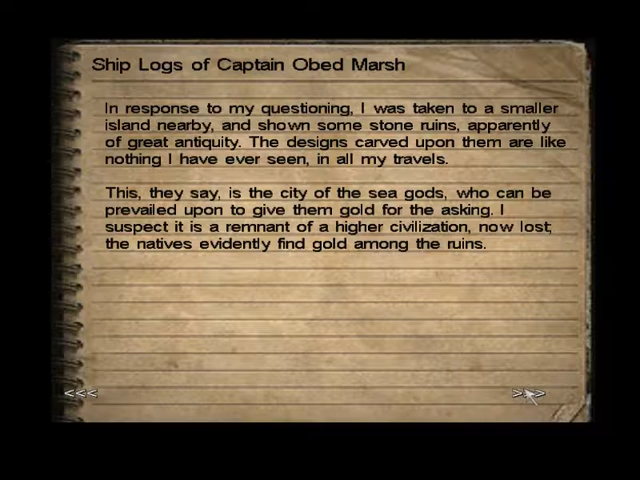 Ship Logs of Captain Obed Marsh
In response to my questioning, I was taken to a smaller
island nearby, and shown some stone ruins, apparently
of great antiquity. The designs carved upon them are like
nothing I have ever seen, in all my travels.
This, they say, is the city of the sea gods, who can be
prevailed upon to give them gold for the asking. I
suspect it is a remnant of a higher civilization, now lost;
the natives evidently find gold among the ruins.
<<< >>>